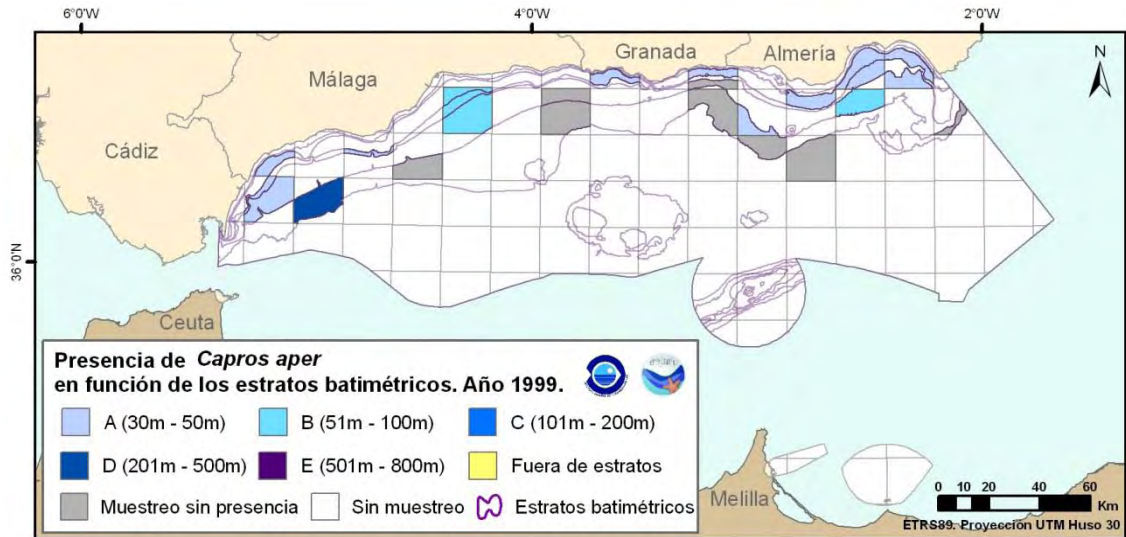 6°0'W
4°0'W
2°0'W
Granada
Almería
Málaga
Cádiz
N
36°0'N
Ceuta
Presencia de Capros aper
en función de los estratos batimétricos. Año 1999.
A (30m - 50m)
B (51m - 100m)
C (101m - 200m)
D (201m - 500m)
E (501m - 800m)
Fuera de estratos
Muestreo sin presencia
Sin muestreo
Estratos batimétricos
Melilla
0 10 20 40 60
Km
ETRS89. Proyección UTM Huso 30